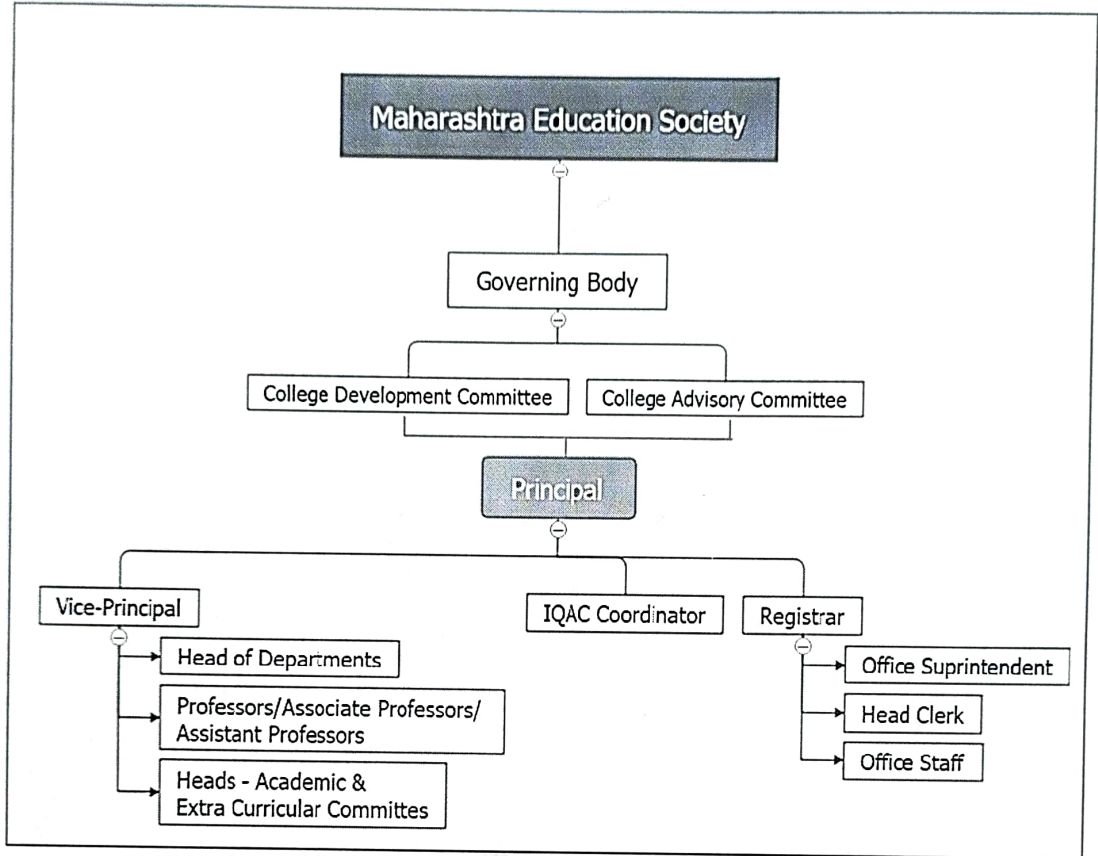 Maharashtra Education Society
Governing Body
College Development Committee
College Advisory Committee
Principal
Vice-Principal
IQAC Coordinator
Registrar
Head of Departments
Professors/Associate Professors/
Assistant Professors
Heads - Academic &
Extra Curricular Committes
Office Suprintendent
Head Clerk
Office Staff